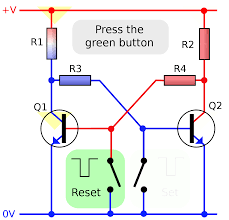 +V
Press the
green button
R1
R2
R3
R4
Q1
Q2
Reset
0V